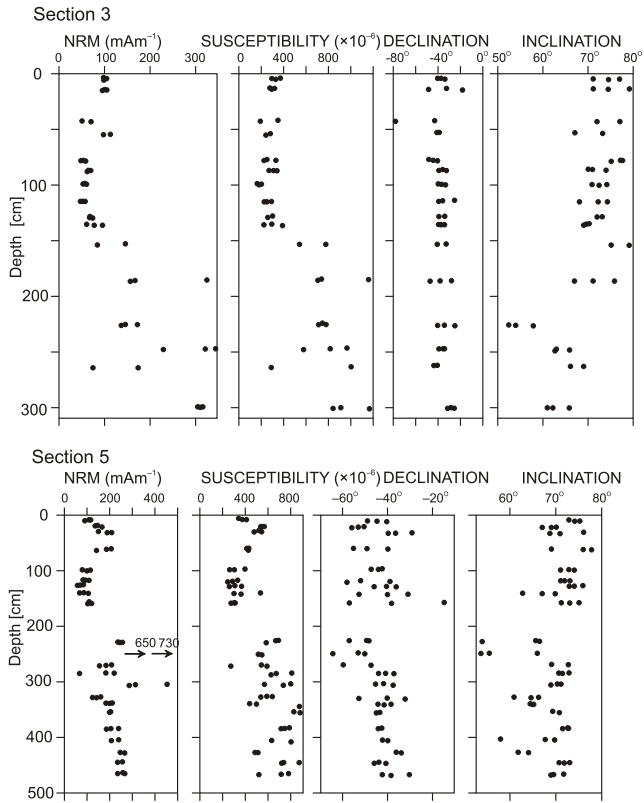 Section 3
NRM (mAm⁻¹) SUSCEPTIBILITY (×10⁻⁶) DECLINATION INCLINATION
0 100 300 0 400 800 -80° -40° 0° 50° 60° 70° 80°
0
100
200
300
Depth [cm]
Section 5
NRM (mAm⁻¹) SUSCEPTIBILITY (×10⁻⁶) DECLINATION INCLINATION
0 200 400 0 400 800 –60° –40° –20° 60° 70° 80°
0
100
200
650 730
300
400
500
Depth [cm]